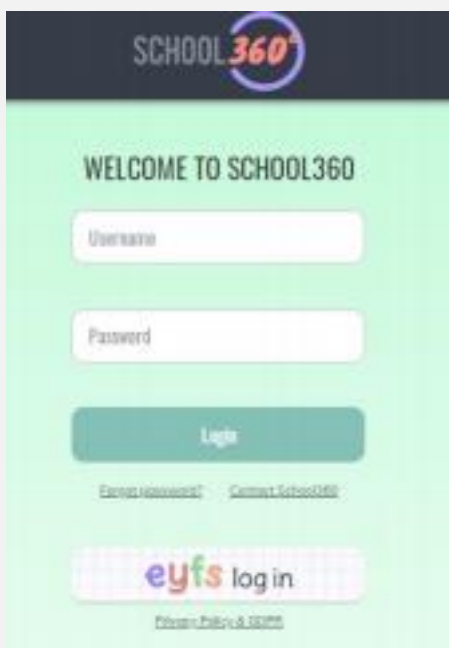 SCHOOL360°
WELCOME TO SCHOOL360
Username
Password
Login
Forgot password? Contact School360
eyfs log in
Privacy Policy & GDPR